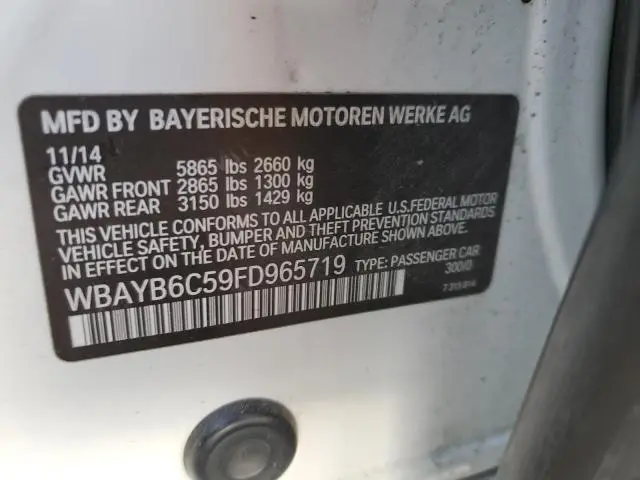 MFD BY BAYERISCHE MOTOREN WERKE AG
11/14
GVWR 5865 lbs 2660 kg
GAWR FRONT 2865 lbs 1300 kg
GAWR REAR 3150 lbs 1429 kg
THIS VEHICLE CONFORMS TO ALL APPLICABLE U.S.FEDERAL MOTOR
VEHICLE SAFETY, BUMPER AND THEFT PREVENTION STANDARDS
IN EFFECT ON THE DATE OF MANUFACTURE SHOWN ABOVE.
WBAYB6C59FD965719 TYPE: PASSENGER CAR
300/0